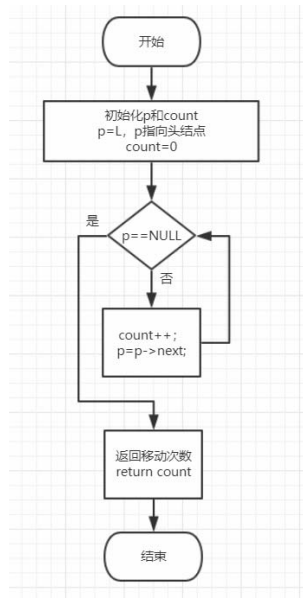 开始
初始化p和count
p=L，p指向头结点
count=0
是
p==NULL
否
count++；
p=p->next;
返回移动次数
return count
结束